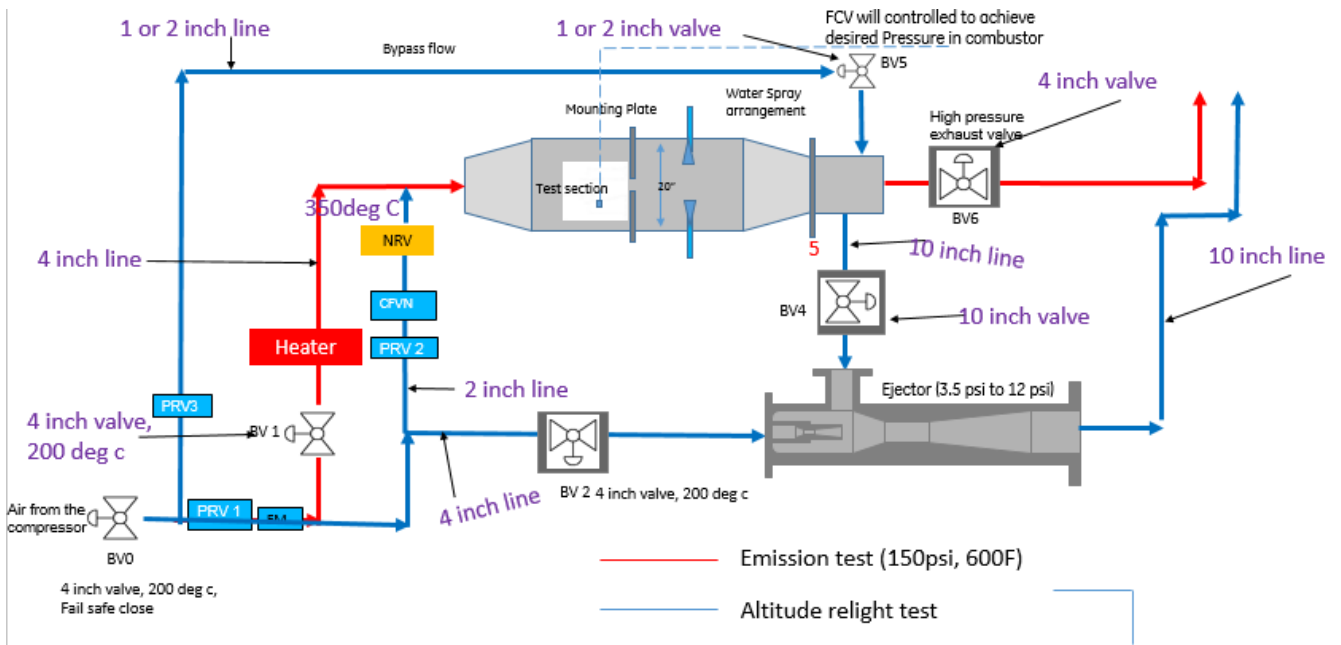 1 or 2 inch line
Bypass flow
1 or 2 inch valve
FCV will controlled to achieve
desired Pressure in combustor
BV5
4 inch valve
Mounting Plate
Water Spray
arrangement
High pressure
exhaust valve
Test section
20"
350deg C
BV6
NRV
4 inch line
5
10 inch line
10 inch line
CFVN
BV4
10 inch valve
Heater
PRV 2
2 inch line
Ejector (3.5 psi to 12 psi)
PRV3
4 inch valve,
200 deg c
BV 1
BV 2 4 inch valve, 200 deg c
4 inch line
Air from the
compressor
PRV 1
BV0
4 inch valve, 200 deg c,
Fail safe close
Emission test (150psi, 600F)
Altitude relight test